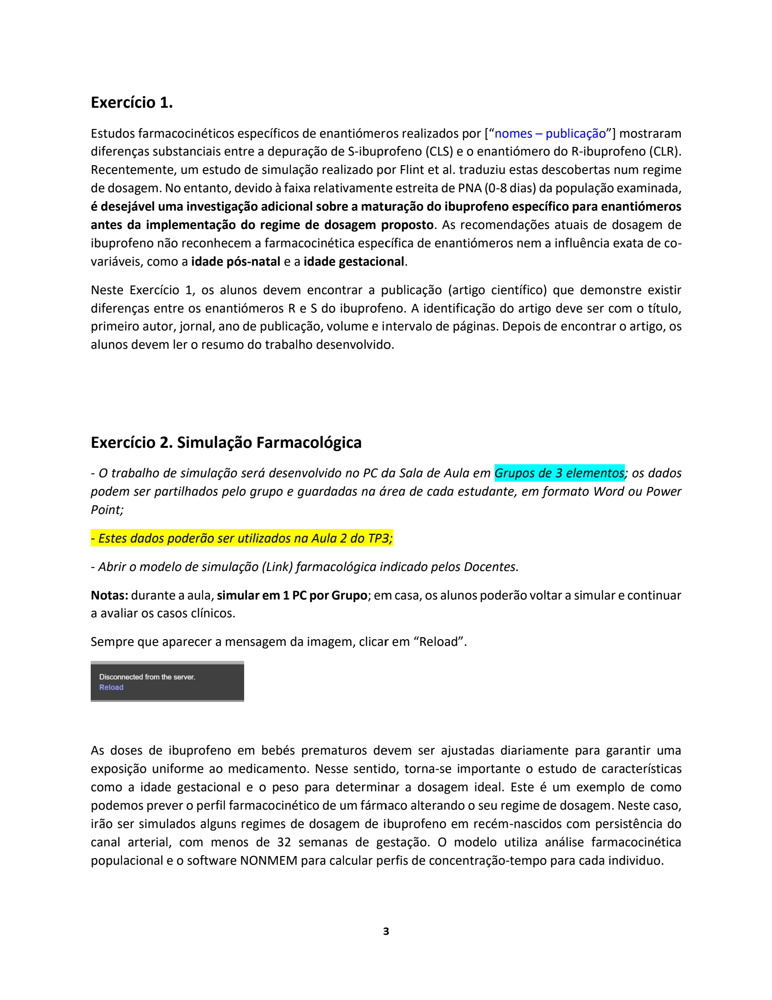 Exercício 1.
Estudos farmacocinéticos específicos de enantiómeros realizados por [“nomes – publicação”] mostraram
diferenças substanciais entre a depuração de S-ibuprofeno (CLS) e o enantiómero do R-ibuprofeno (CLR).
Recentemente, um estudo de simulação realizado por Flint et al. traduziu estas descobertas num regime
de dosagem. No entanto, devido à faixa relativamente estreita de PNA (0-8 dias) da população examinada,
é desejável uma investigação adicional sobre a maturação do ibuprofeno específico para enantiómeros
antes da implementação do regime de dosagem proposto. As recomendações atuais de dosagem de
ibuprofeno não reconhecem a farmacocinética específica de enantiómeros nem a influência exata de co-
variáveis, como a idade pós-natal e a idade gestacional.
Neste Exercício 1, os alunos devem encontrar a publicação (artigo científico) que demonstre existir
diferenças entre os enantiómeros R e S do ibuprofeno. A identificação do artigo deve ser com o título,
primeiro autor, jornal, ano de publicação, volume e intervalo de páginas. Depois de encontrar o artigo, os
alunos devem ler o resumo do trabalho desenvolvido.
Exercício 2. Simulação Farmacológica
- O trabalho de simulação será desenvolvido no PC da Sala de Aula em Grupos de 3 elementos; os dados
podem ser partilhados pelo grupo e guardadas na área de cada estudante, em formato Word ou Power
Point;
- Estes dados poderão ser utilizados na Aula 2 do TP3;
- Abrir o modelo de simulação (Link) farmacológica indicado pelos Docentes.
Notas: durante a aula, simular em 1 PC por Grupo; em casa, os alunos poderão voltar a simular e continuar
a avaliar os casos clínicos.
Sempre que aparecer a mensagem da imagem, clicar em “Reload”.
Disconnected from the server.
Reload
As doses de ibuprofeno em bebés prematuros devem ser ajustadas diariamente para garantir uma
exposição uniforme ao medicamento. Nesse sentido, torna-se importante o estudo de características
como a idade gestacional e o peso para determinar a dosagem ideal. Este é um exemplo de como
podemos prever o perfil farmacocinético de um fármaco alterando o seu regime de dosagem. Neste caso,
irão ser simulados alguns regimes de dosagem de ibuprofeno em recém-nascidos com persistência do
canal arterial, com menos de 32 semanas de gestação. O modelo utiliza análise farmacocinética
populacional e o software NONMEM para calcular perfis de concentração-tempo para cada individuo.
3